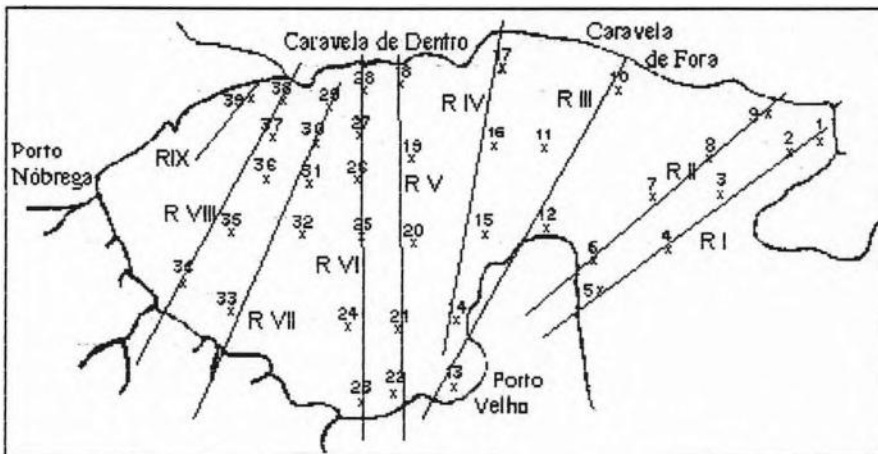 Caravela de Dentro
Caravela
de Fora
Porto
Nóbrega
Porto
Velha
R I
R II
R III
R IV
R V
R VI
R VII
R VIII
RIX
1
2
3
4
5
6
7
8
9
10
11
12
13
14
15
16
17
8
19
20
21
22
23
24
25
26
27
28
29
30
31
32
33
34
35
36
37
38
39